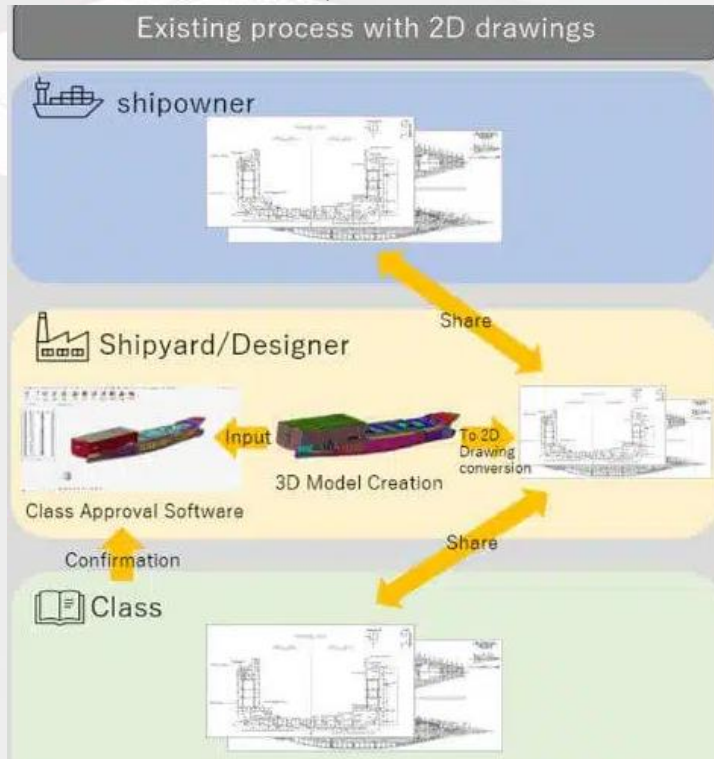 Existing process with 2D drawings
shipowner
Share
Shipyard/Designer
Input
To 2D
Drawing
conversion
3D Model Creation
Class Approval Software
Share
Confirmation
Class